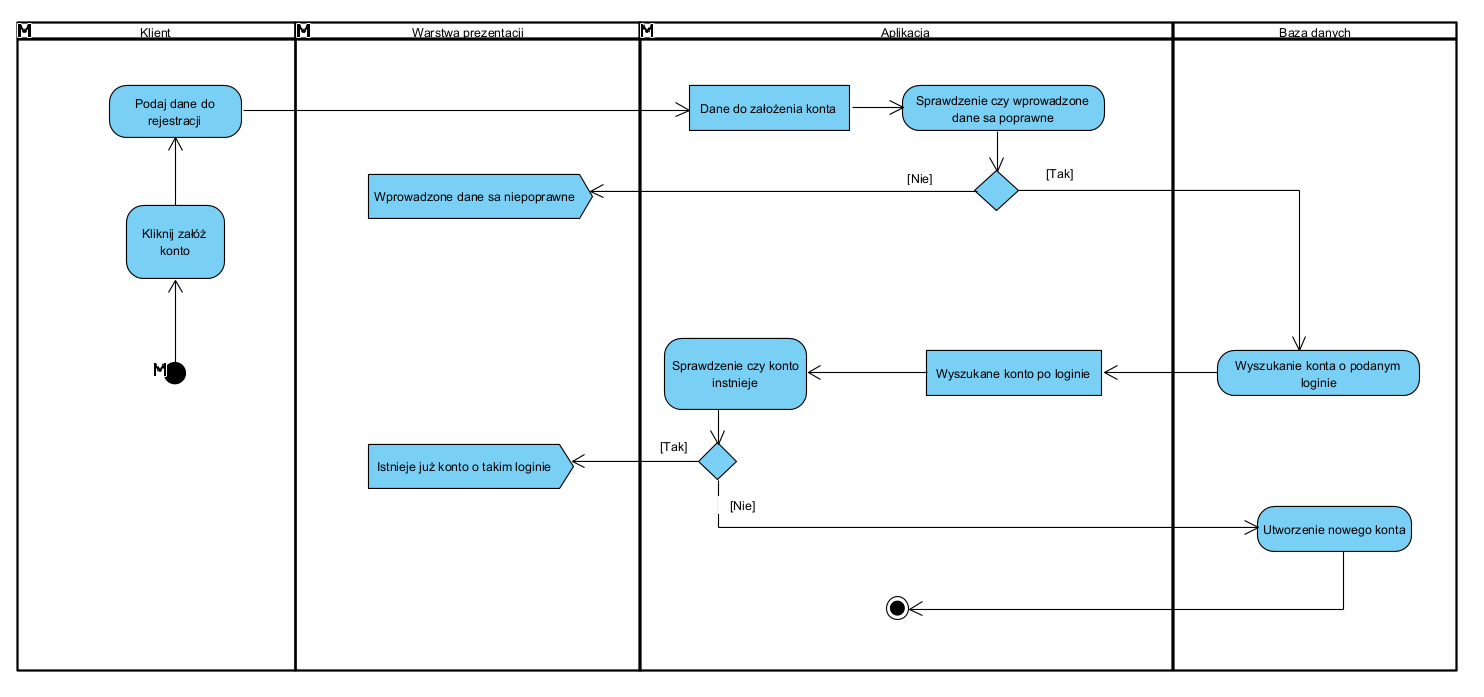 M Klient
M Warstwa prezentacji
M Aplikacja
Baza danych
Podaj dane do
rejestracji
Dane do założenia konta
Sprawdzenie czy wprowadzone
dane sa poprawne
[Nie]
[Tak]
Wprowadzone dane sa niepoprawne
Kliknij załóż
konto
M
Sprawdzenie czy konto
instnieje
Wyszukane konto po loginie
Wyszukanie konta o podanym
loginie
[Tak]
Istnieje już konto o takim loginie
[Nie]
Utworzenie nowego konta